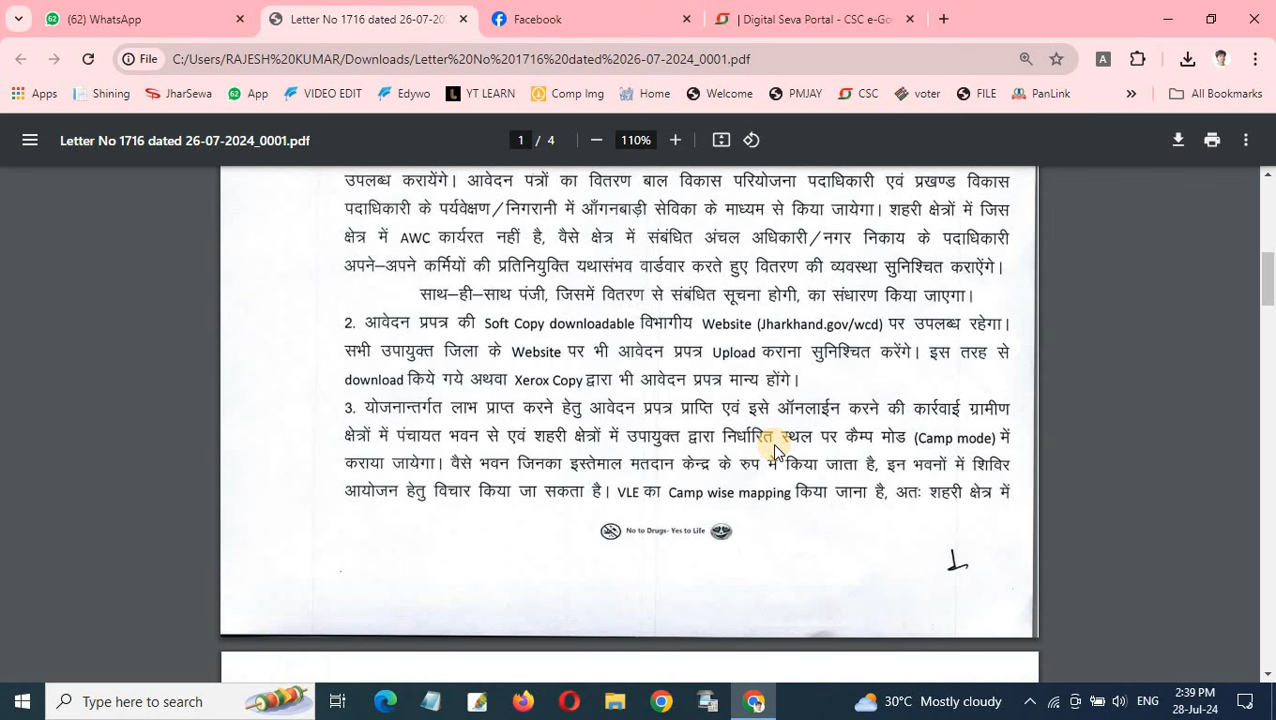 (62) WhatsApp
Letter No 1716 dated 26-07-20
Facebook
| Digital Seva Portal - CSC e-Go
File
C:/Users/RAJESH%20KUMAR/Downloads/Letter%20No%201716%20dated%2026-07-2024_0001.pdf
Apps Shining JharSewa App VIDEO EDIT Edywo YT LEARN Comp Img Home Welcome PMJAY CSC voter FILE PanLink All Bookmarks
Letter No 1716 dated 26-07-2024_0001.pdf 1 / 4 110%
उपलब्ध करायेंगे। आवेदन पत्रों का वितरण बाल विकास परियोजना पदाधिकारी एवं प्रखण्ड विकास
पदाधिकारी के पर्यवेक्षण/निगरानी में आँगनबाड़ी सेविका के माध्यम से किया जायेगा। शहरी क्षेत्रों में जिस
क्षेत्र में AWC कार्यरत नहीं है, वैसे क्षेत्र में संबंधित अंचल अधिकारी/नगर निकाय के पदाधिकारी
अपने–अपने कर्मियों की प्रतिनियुक्ति यथासंभव वार्डवार करते हुए वितरण की व्यवस्था सुनिश्चित कराऐंगे।
साथ–ही–साथ पंजी, जिसमें वितरण से संबंधित सूचना होगी, का संधारण किया जाएगा।
2. आवेदन प्रपत्र की Soft Copy downloadable विभागीय Website (Jharkhand.gov/wcd) पर उपलब्ध रहेगा।
सभी उपायुक्त जिला के Website पर भी आवेदन प्रपत्र Upload कराना सुनिश्चित करेंगे। इस तरह से
download किये गये अथवा Xerox Copy द्वारा भी आवेदन प्रपत्र मान्य होंगे।
3. योजनान्तर्गत लाभ प्राप्त करने हेतु आवेदन प्रपत्र प्राप्ति एवं इसे ऑनलाईन करने की कार्रवाई ग्रामीण
क्षेत्रों में पंचायत भवन से एवं शहरी क्षेत्रों में उपायुक्त द्वारा निर्धारित स्थल पर कैम्प मोड (Camp mode) में
कराया जायेगा। वैसे भवन जिनका इस्तेमाल मतदान केन्द्र के रुप में किया जाता है, इन भवनों में शिविर
आयोजन हेतु विचार किया जा सकता है। VLE का Camp wise mapping किया जाना है, अतः शहरी क्षेत्र में
No to Drugs- Yes to Life
Type here to search
30°C Mostly cloudy
ENG
2:39 PM
28-Jul-24